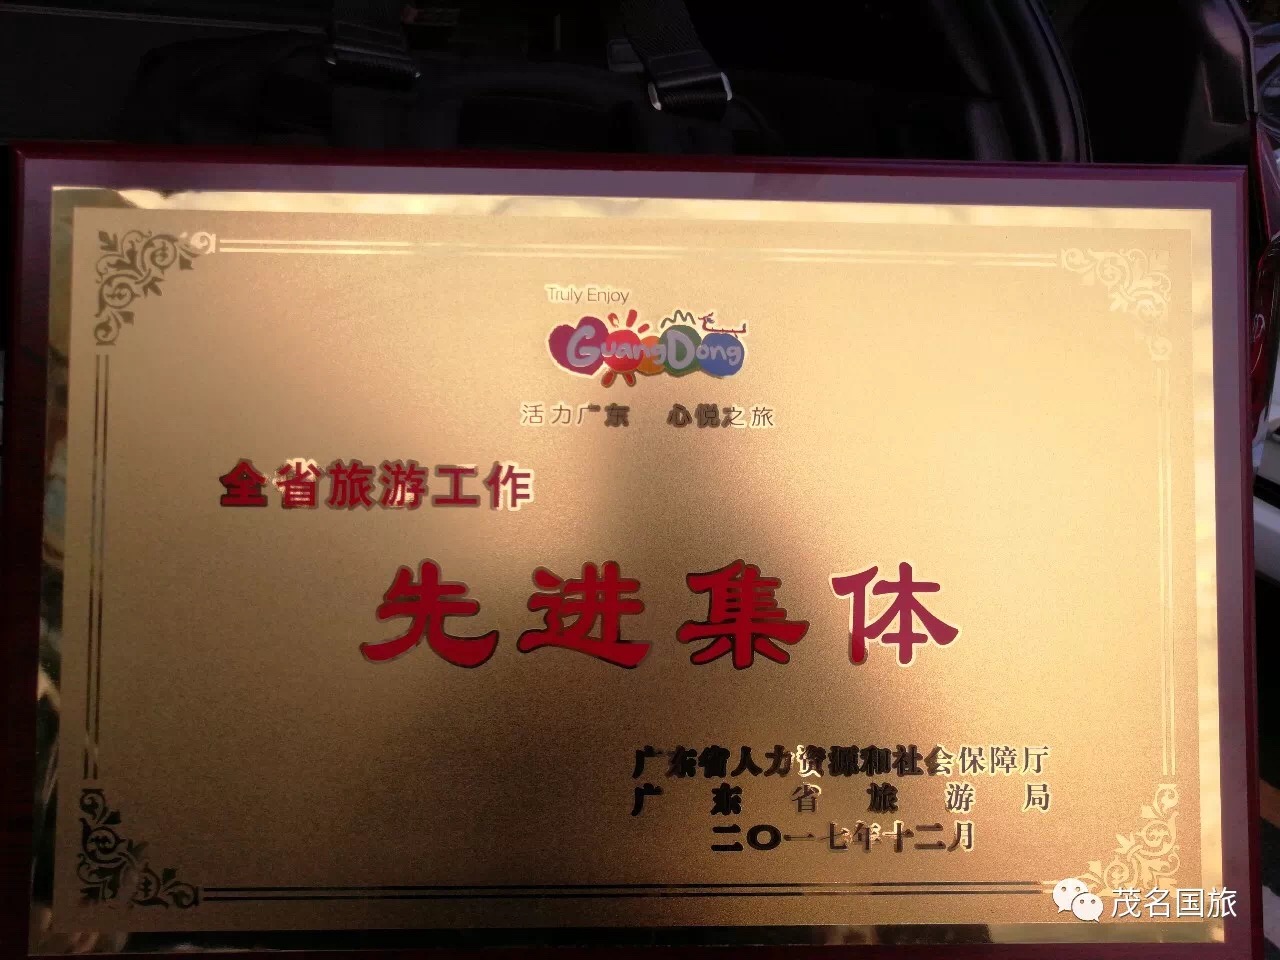 Truly Enjoy
GuangDong
活力广东 心悦之旅
全省旅游工作
先进集体
广东省人力资源和社会保障厅
广东省旅游局
二〇一七年十二月
茂名国旅